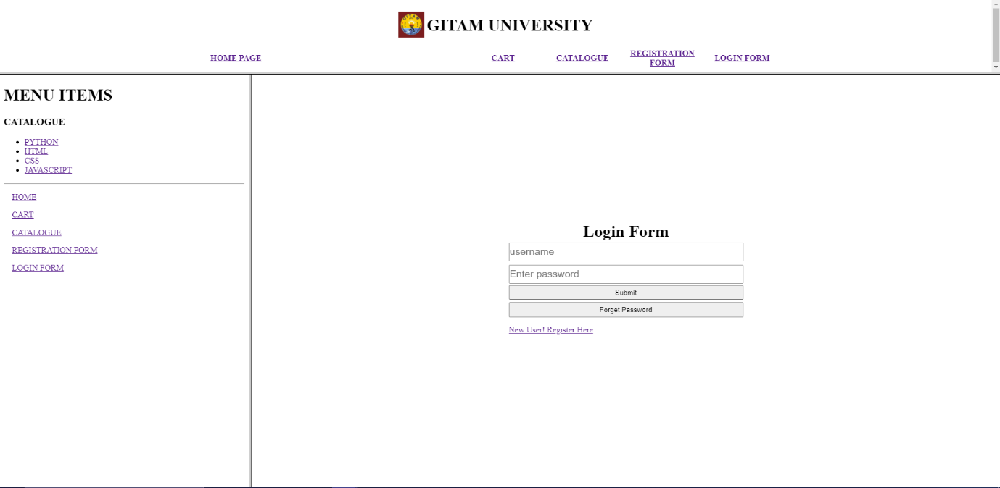 GITAM UNIVERSITY
HOME PAGE
CART
CATALOGUE
REGISTRATION
FORM
LOGIN FORM
MENU ITEMS
CATALOGUE
PYTHON
HTML
CSS
JAVASCRIPT
HOME
CART
CATALOGUE
REGISTRATION FORM
LOGIN FORM
Login Form
username
Enter password
Submit
Forget Password
New User! Register Here